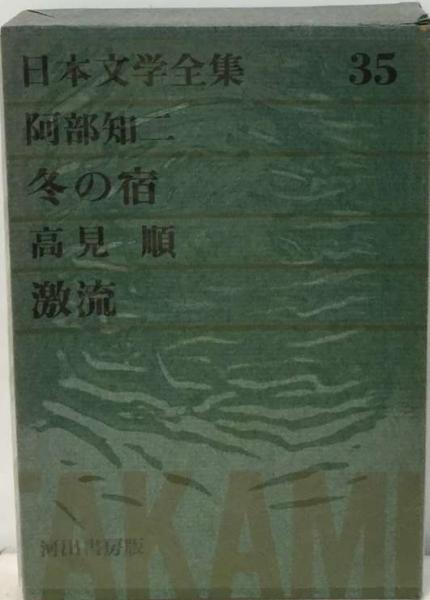 日本文学全集 35
阿部知二
冬の宿
高見 順
激流
TAKAMI
河出書房版